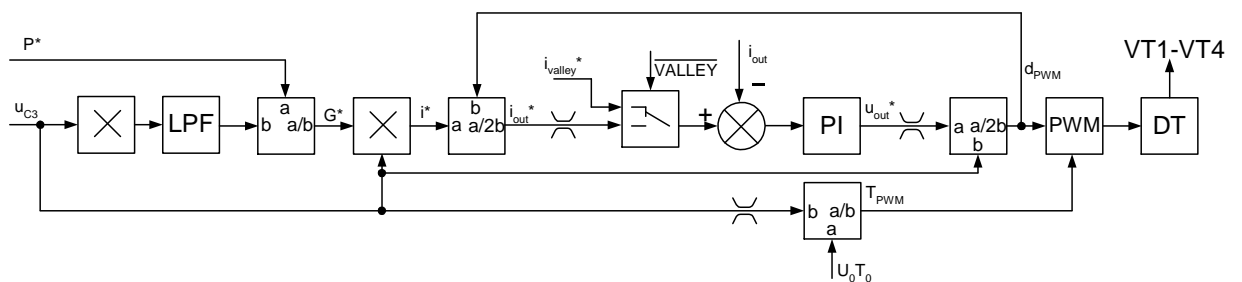 P*
u_C3
LPF
a
b a/b
G*
i*
b
a a/2b
i_out*
i_valley*
VALLEY
i_out
+
−
PI
u_out*
a a/2b
b
d_PWM
PWM
DT
VT1-VT4
b a/b
a
T_PWM
U_0T_0